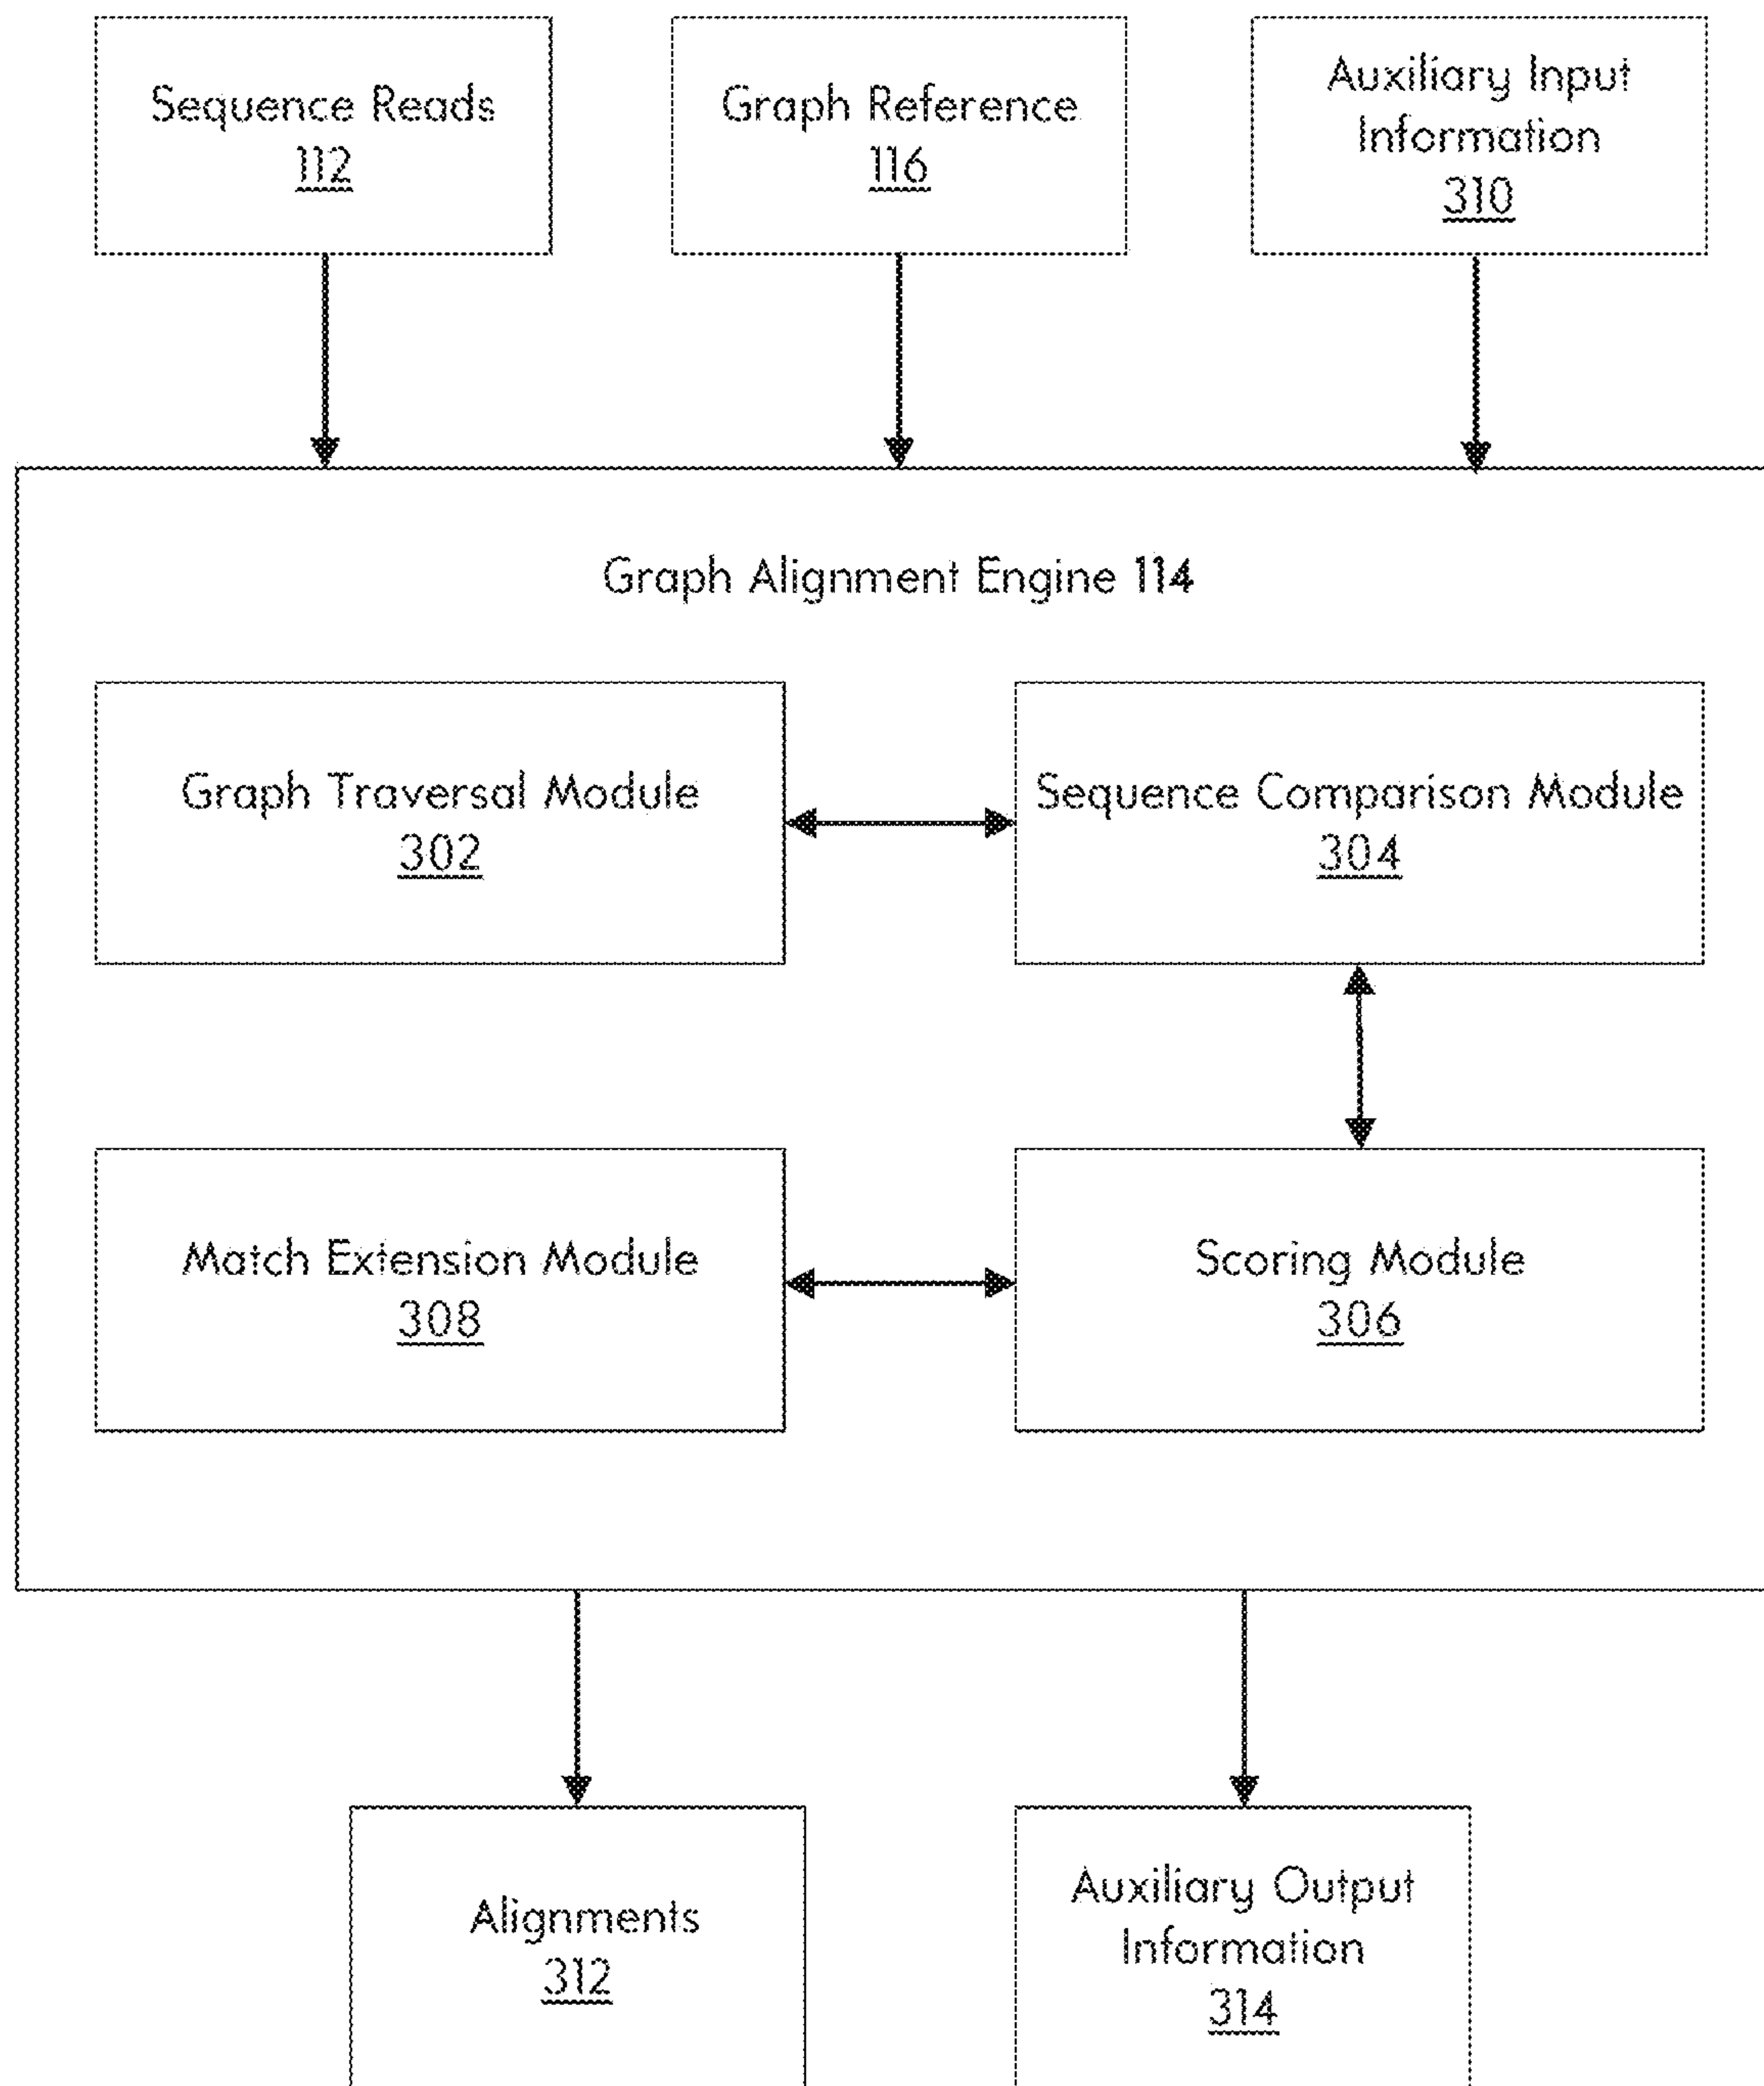 Sequence Reads
112
Graph Reference
116
Auxiliary Input
Information
310
Graph Alignment Engine 114
Graph Traversal Module
302
Sequence Comparison Module
304
Match Extension Module
308
Scoring Module
306
Alignments
312
Auxiliary Output
Information
314